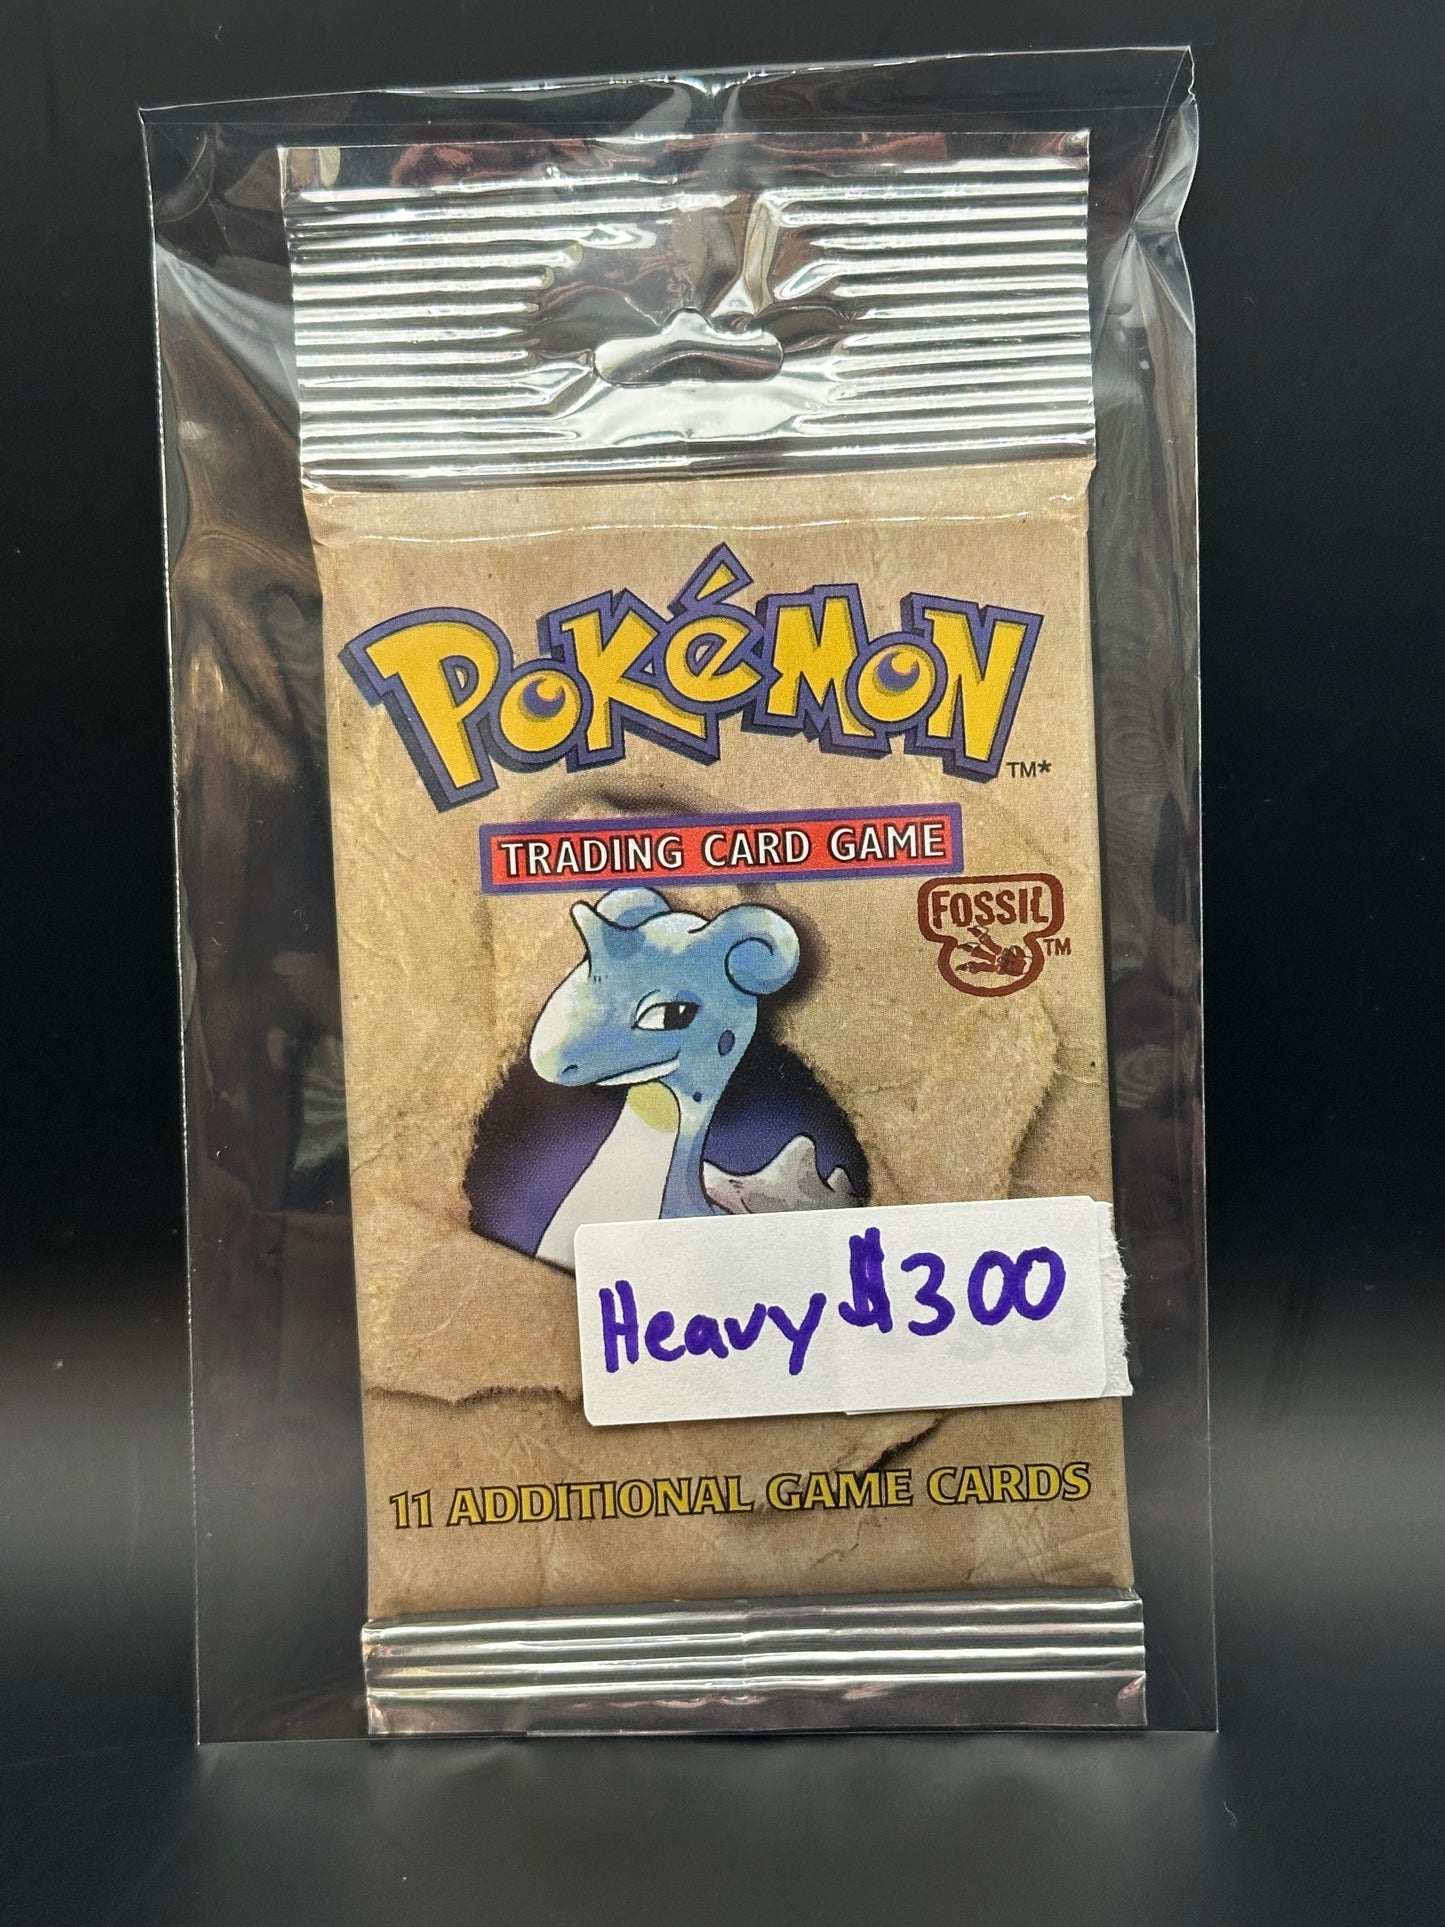 POKéMON
TM*
TRADING CARD GAME
FOSSIL
TM
Heavy $300
11 ADDITIONAL GAME CARDS